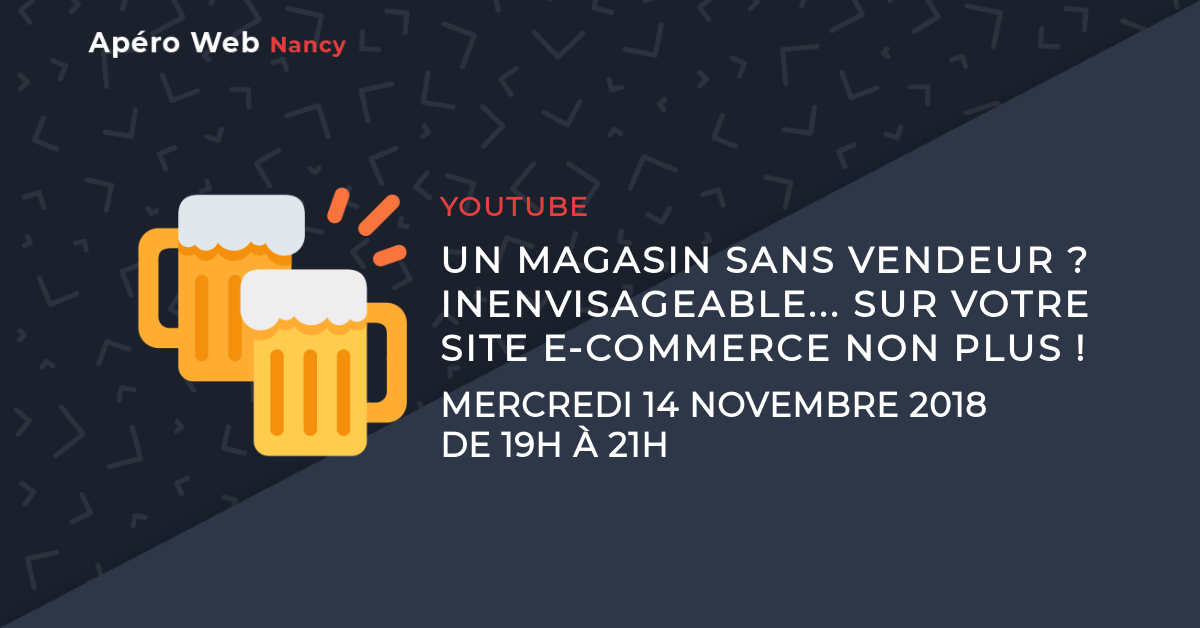 Apéro Web Nancy
YOUTUBE
UN MAGASIN SANS VENDEUR ?
INENVISAGEABLE... SUR VOTRE
SITE E-COMMERCE NON PLUS !
MERCREDI 14 NOVEMBRE 2018
DE 19H À 21H